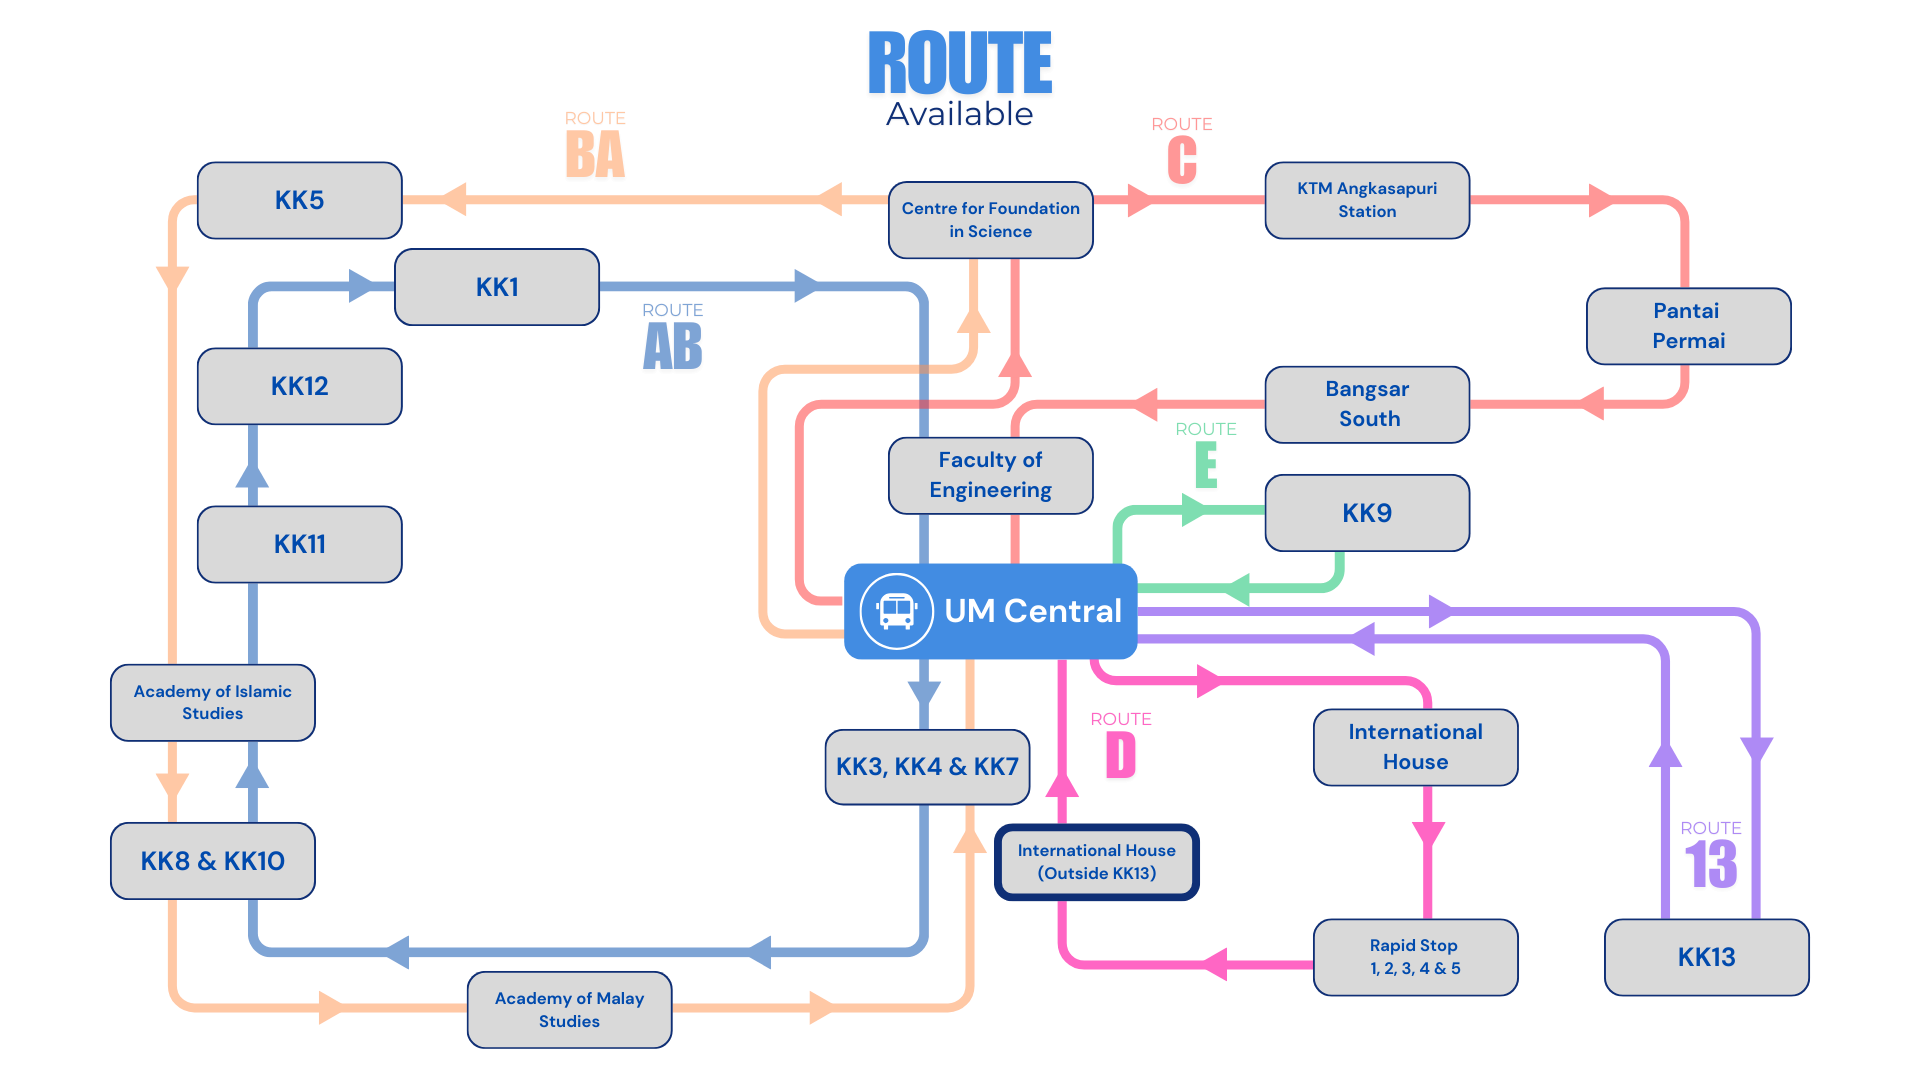 ROUTE
Available
ROUTE
BA
ROUTE
C
KK5
Centre for Foundation
in Science
KTM Angkasapuri
Station
KK1
ROUTE
AB
Pantai
Permai
KK12
Bangsar
South
ROUTE
E
Faculty of
Engineering
KK9
KK11
UM Central
Academy of Islamic
Studies
ROUTE
D
International
House
KK3, KK4 & KK7
KK8 & KK10
International House
(Outside KK13)
ROUTE
13
Rapid Stop
1, 2, 3, 4 & 5
KK13
Academy of Malay
Studies